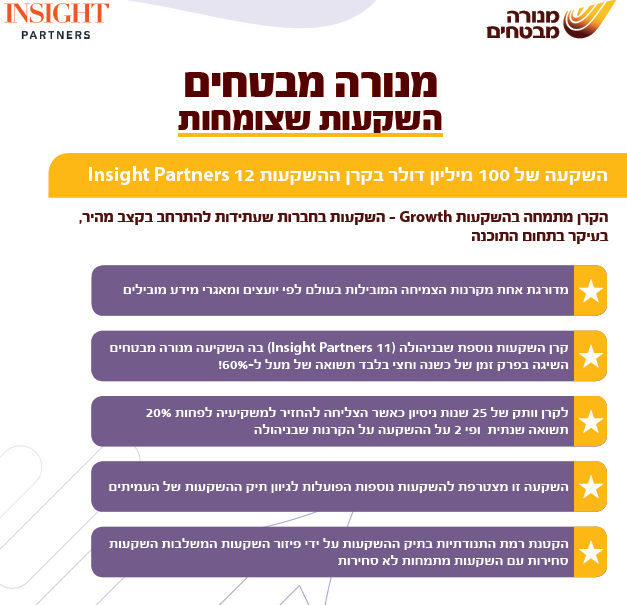 INSIGHT
PARTNERS
מנורה
מבטחים
מנורה מבטחים
השקעות שצומחות
השקעה של 100 מיליון דולר בקרן ההשקעות Insight Partners 12
הקרן מתמחה בהשקעות Growth - השקעות בחברות שעתידות להתרחב בקצב מהיר,
בעיקר בתחום התוכנה
מדורגת אחת מקרנות הצמיחה המובילות בעולם לפי יועצים ומאגרי מידע מובילים
קרן השקעות נוספת שבניהולה (Insight Partners 11) בה השקיעה מנורה מבטחים
השיגה בפרק זמן של כשנה וחצי בלבד תשואה של מעל ל-60%!
לקרן וותק של 25 שנות ניסיון כאשר הצליחה להחזיר למשקיעיה לפחות 20%
תשואה שנתית ופי 2 על ההשקעה על הקרנות שבניהולה
השקעה זו מצטרפת להשקעות נוספות הפועלות לגיוון תיק ההשקעות של העמיתים
הקטנת רמת התנודתיות בתיק ההשקעות על ידי פיזור השקעות המשלבות השקעות
סחירות עם השקעות מתמחות לא סחירות